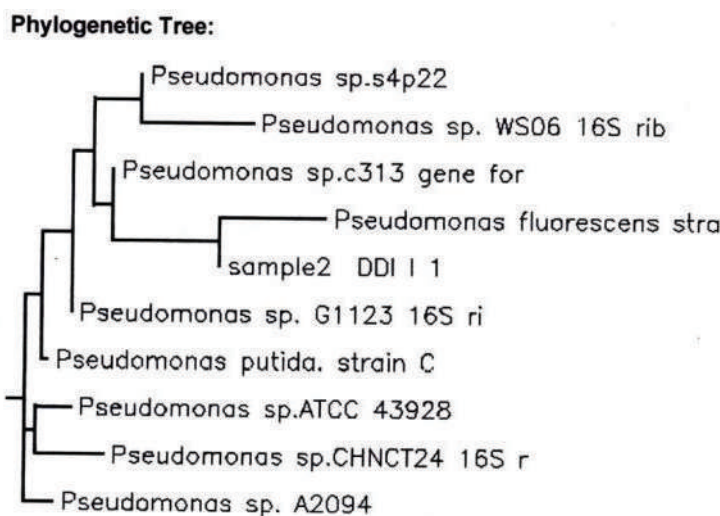 Phylogenetic Tree:
Pseudomonas sp.s4p22
Pseudomonas sp. WS06 16S rib
Pseudomonas sp.c313 gene for
Pseudomonas fluorescens stra
sample2 DDI I 1
Pseudomonas sp. G1123 16S ri
Pseudomonas putida. strain C
Pseudomonas sp.ATCC 43928
Pseudomonas sp.CHNCT24 16S r
Pseudomonas sp. A2094